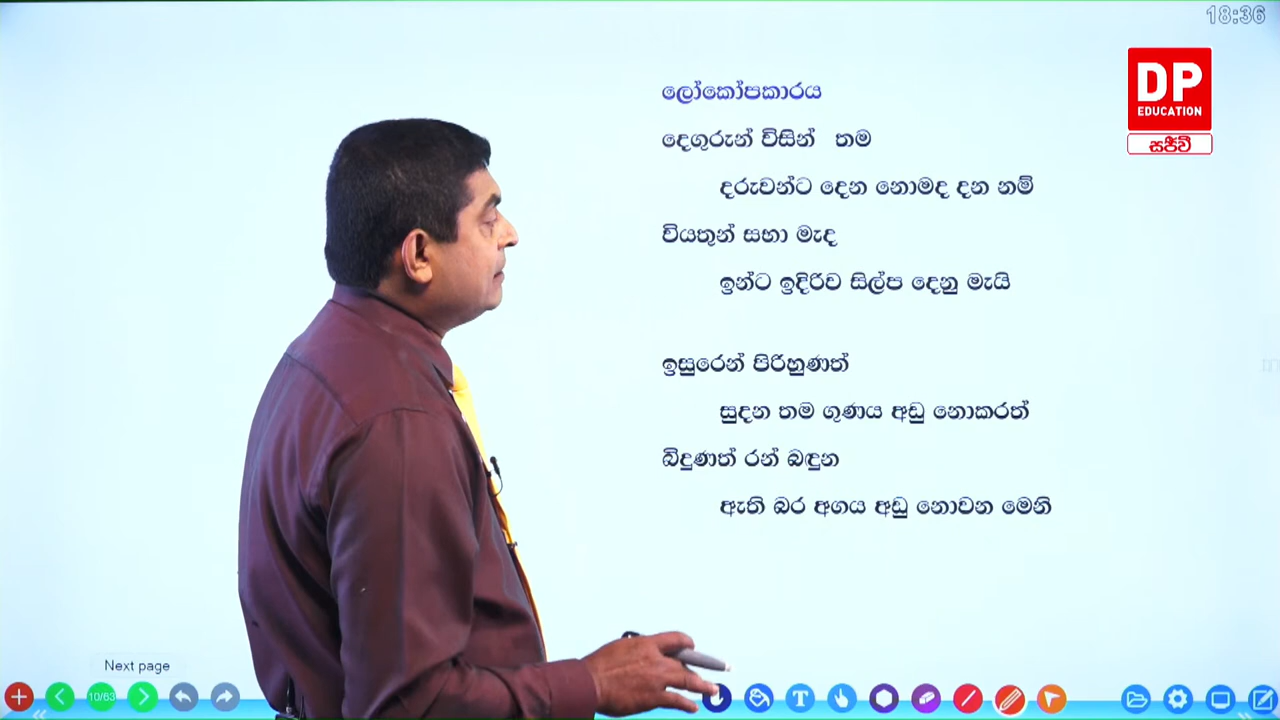 18:36
DP
EDUCATION
සජීවී
ලෝකෝපකාරය
දෙගුරුන් විසින් තම
දරුවන්ට දෙන නොමද දන නම්
වියතුන් සභා මැද
ඉන්ට ඉදිරිව සිල්ප දෙනු මැයි
ඉසුරෙන් පිරිහුණත්
සුදන තම ගුණය අඩු නොකරත්
බිදුණත් රන් බඳුන
ඇති බර අගය අඩු නොවන මෙනි
Next page
10/63